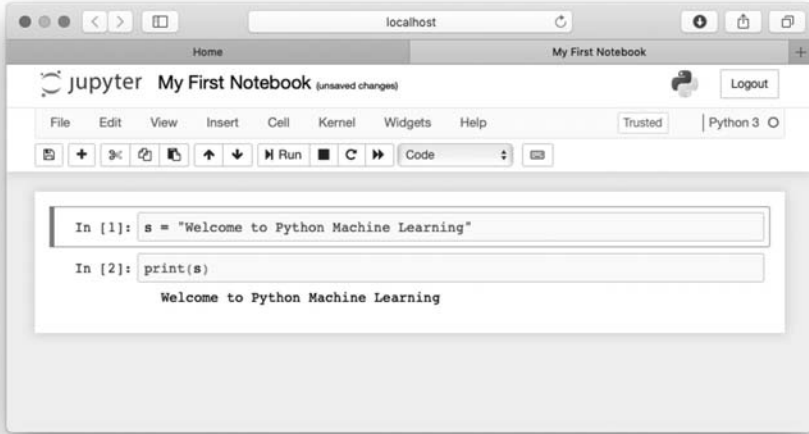 localhost
Home
My First Notebook
jupyter My First Notebook (unsaved changes)
Logout
File Edit View Insert Cell Kernel Widgets Help
Trusted
Python 3
Run
Code
In [1]: s = "Welcome to Python Machine Learning"
In [2]: print(s)
Welcome to Python Machine Learning